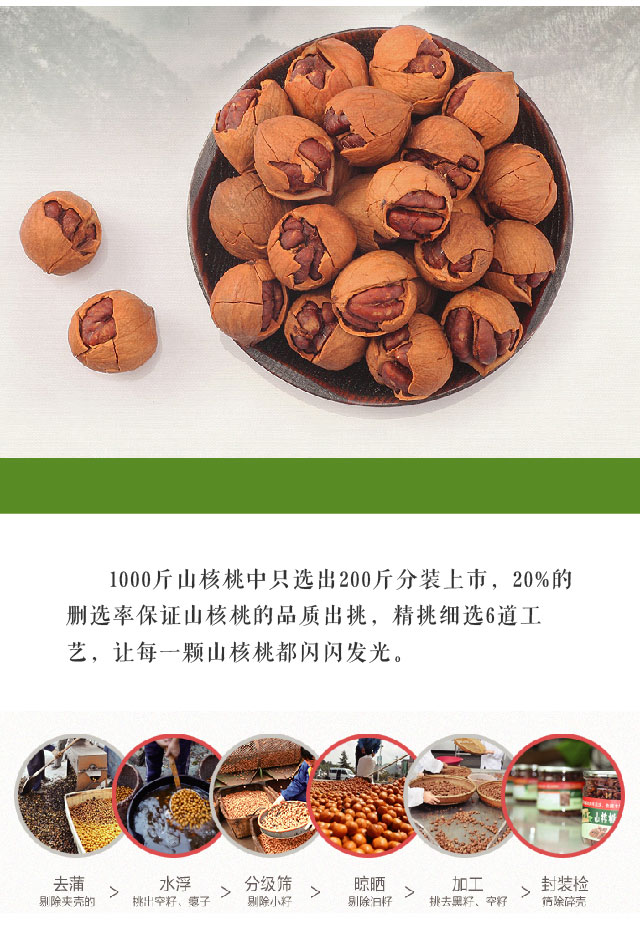 1000斤山核桃中只选出200斤分装上市，20%的
删选率保证山核桃的品质出挑，精挑细选6道工
艺，让每一颗山核桃都闪闪发光。
去蒲 > 水浮 > 分级筛 > 晾晒 > 加工 > 封装检
剔除夹壳的 挑出空籽、瘪子 剔除小籽 剔除油籽 挑去黑籽、空籽 筛除碎壳